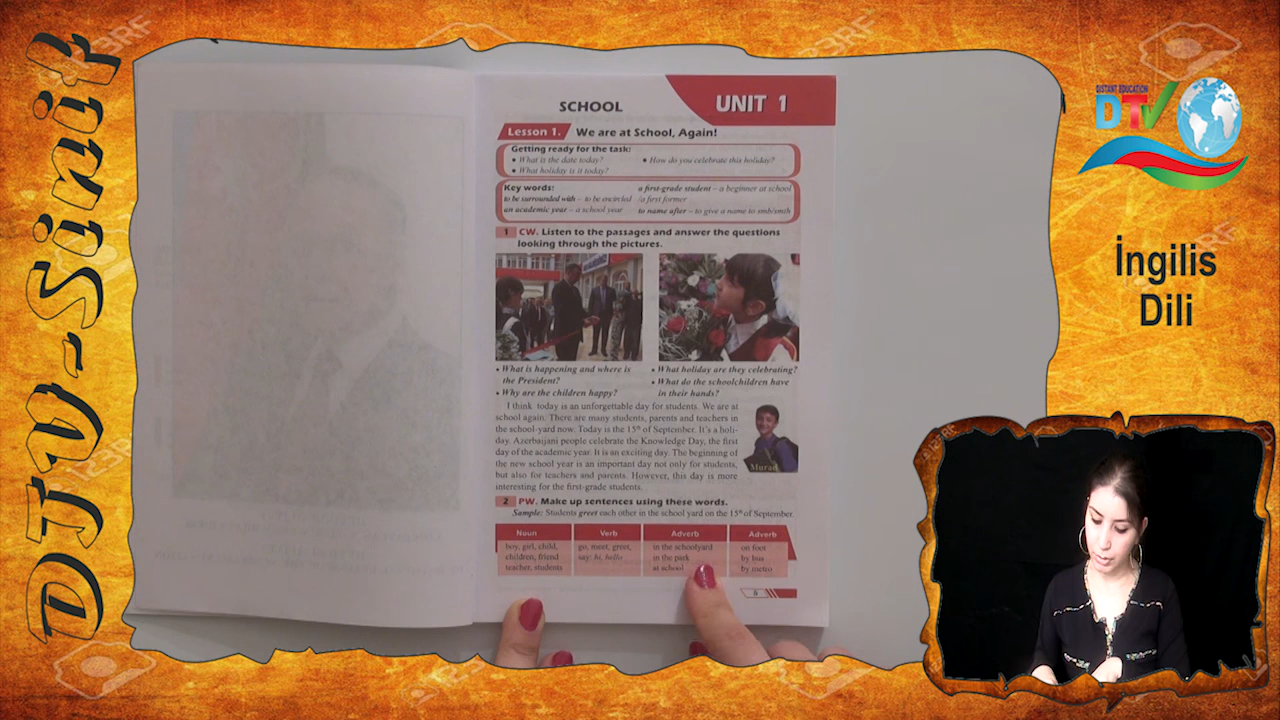 DTV-Sinif
SCHOOL
UNIT 1
Lesson 1. We are at School, Again!
Getting ready for the task:
• What is the date today?
• How do you celebrate this holiday?
• What holiday is it today?
Key words:
to be surrounded with – to be encircled
an academic year – a school year
a first-grade student – a beginner at school
/a first former
to name after – to give a name to smb/smth
1 CW. Listen to the passages and answer the questions
looking through the pictures.
• What is happening and where is
the President?
• Why are the children happy?
• What holiday are they celebrating?
• What do the schoolchildren have
in their hands?
I think today is an unforgettable day for students. We are at
school again. There are many students, parents and teachers in
the school-yard now. Today is the 15th of September. It's a holi-
day. Azerbaijani people celebrate the Knowledge Day, the first
day of the academic year. It is an exciting day. The beginning of
the new school year is an important day not only for students,
but also for teachers and parents. However, this day is more
interesting for the first-grade students.
Murad
2 PW. Make up sentences using these words.
Sample: Students greet each other in the school yard on the 15th of September.
Noun Verb Adverb Adverb
boy, girl, child, go, meet, greet, in the schoolyard on foot
children, friend say: hi, hello in the park by bus
teacher, students at school by metro
DISTANT EDUCATION
DTV
İngilis
Dili
123RF